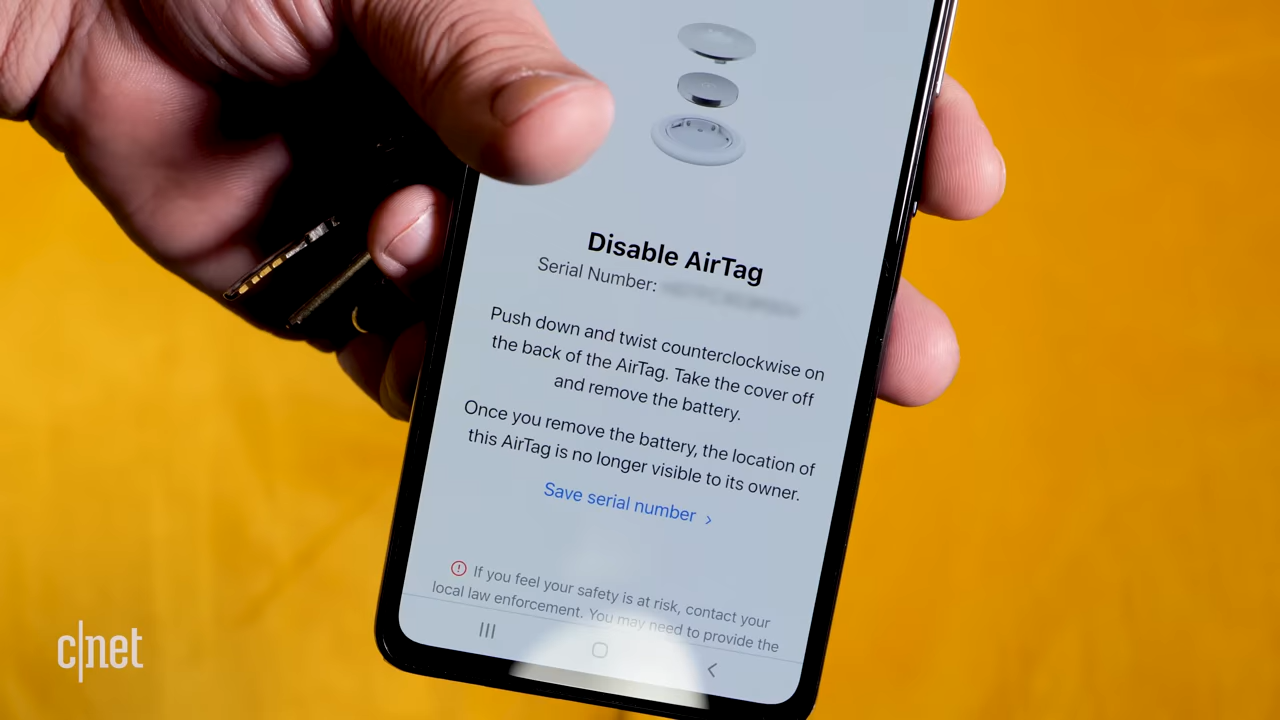 Disable AirTag
Serial Number:
Push down and twist counterclockwise on
the back of the AirTag. Take the cover off
and remove the battery.
Once you remove the battery, the location of
this AirTag is no longer visible to its owner.
Save serial number >
If you feel your safety is at risk, contact your
local law enforcement. You may need to provide the
c|net